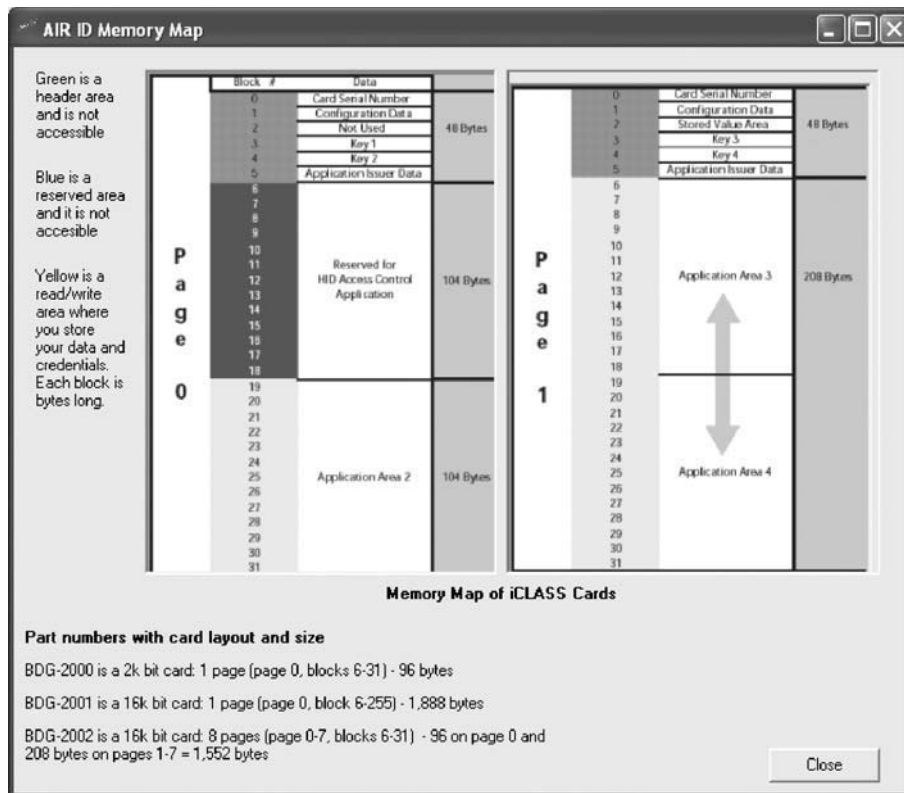 AIR ID Memory Map
Green is a
header area
and is not
accessible
Blue is a
reserved area
and it is not
accesible
Yellow is a
read/write
area where
you store
your data and
credentials.
Each block is
bytes long.
Block # Data
0 Card Serial Number
1 Configuration Data
2 Not Used
3 Key 1
4 Key 2
5 Application Issuer Data
48 Bytes
6
7
8
9
10
11
12
13
14
15
16
17
18
Reserved for
HID Access Control
Application
104 Bytes
19
20
21
22
23
24
25
26
27
28
29
30
31
Application Area 2
104 Bytes
Page 0
0 Card Serial Number
1 Configuration Data
2 Stored Value Area
3 Key 3
4 Key 4
5 Application Issuer Data
48 Bytes
6
7
8
9
10
11
12
13
14
15
16
17
18
Application Area 3
208 Bytes
19
20
21
22
23
24
25
26
27
28
29
30
31
Application Area 4
Page 1
Memory Map of iCLASS Cards
Part numbers with card layout and size
BDG-2000 is a 2k bit card: 1 page (page 0, blocks 6-31) - 96 bytes
BDG-2001 is a 16k bit card: 1 page (page 0, block 6-255) - 1,888 bytes
BDG-2002 is a 16k bit card: 8 pages (page 0-7, blocks 6-31) - 96 on page 0 and
208 bytes on pages 1-7 = 1,552 bytes
Close